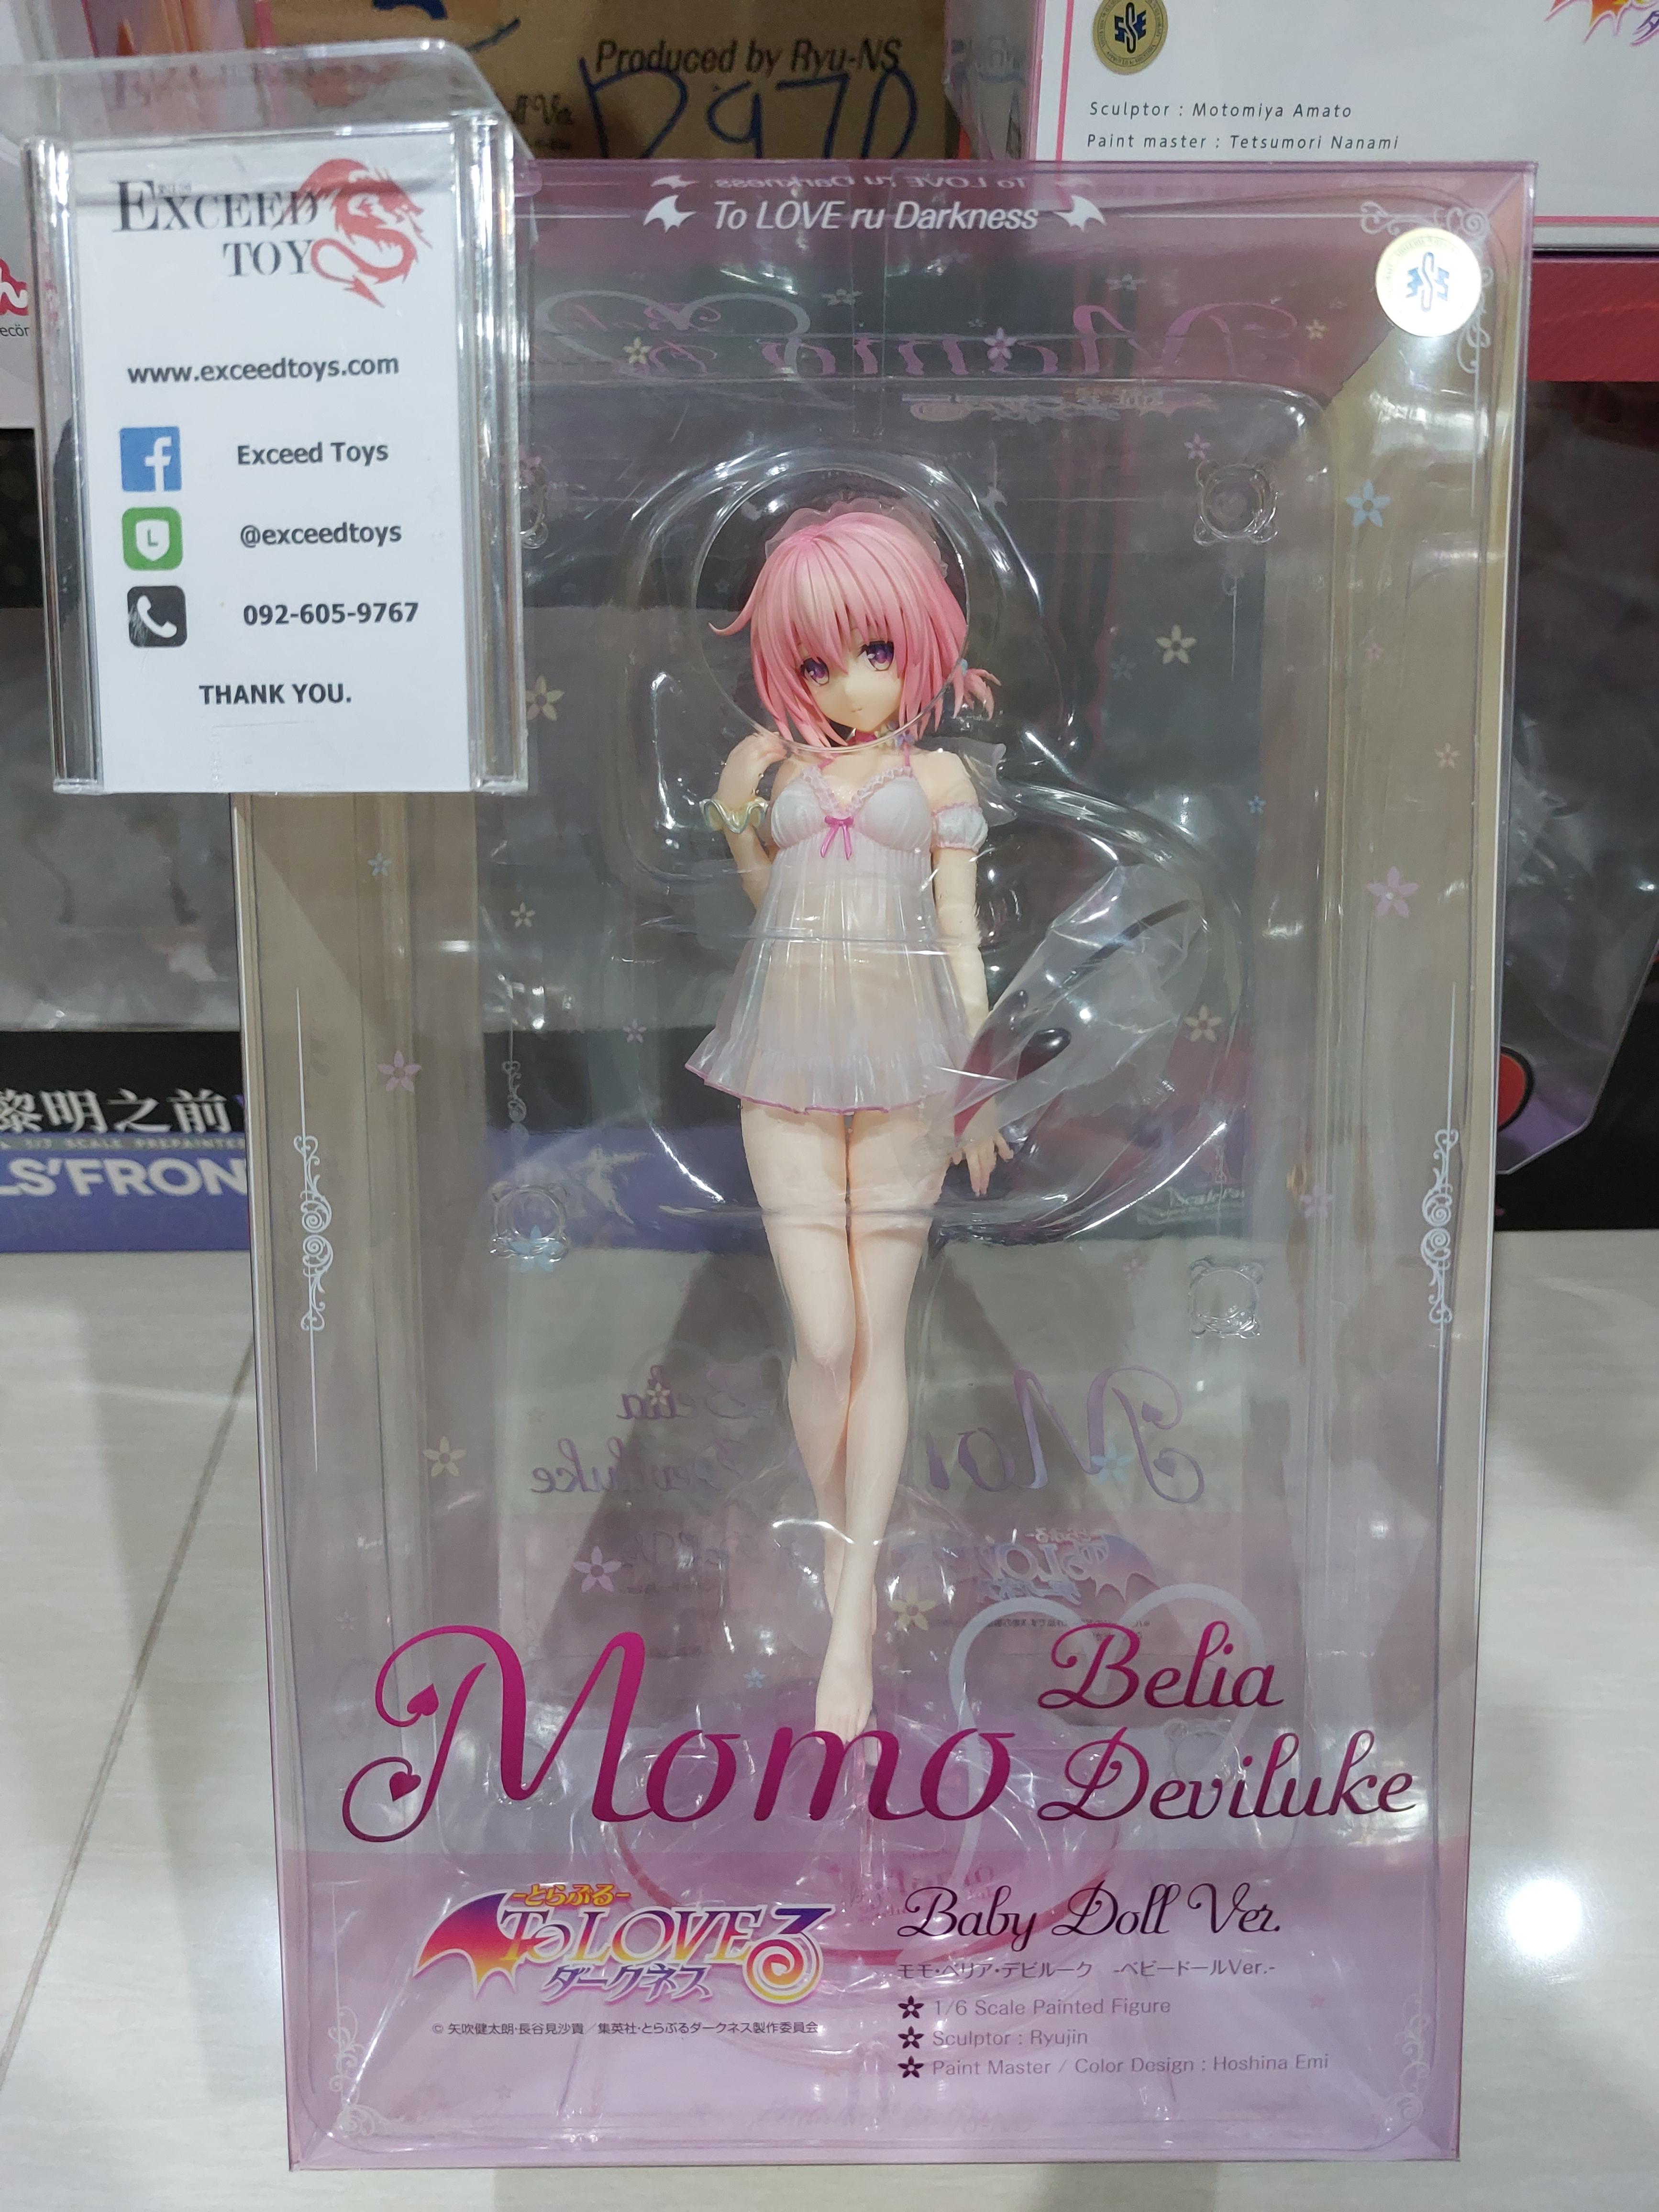 Produced by Ryu-NS
D970
Sculptor : Motomiya Amato
Paint master : Tetsumori Nanami
EXCEED
TOY
www.exceedtoys.com
Exceed Toys
@exceedtoys
092-605-9767
THANK YOU.
To LOVE ru Darkness
黎明之前
LS'FRON
Momo Belia
Deviluke
-とらぶる-
To LOVEる
ダークネス
© 矢吹健太朗・長谷見沙貴／集英社・とらぶるダークネス製作委員会
Baby Doll Ver.
モモ・ベリア・デビルーク -ベビードールVer.-
1/6 Scale Painted Figure
Sculptor : Ryujin
Paint Master / Color Design : Hoshina Emi